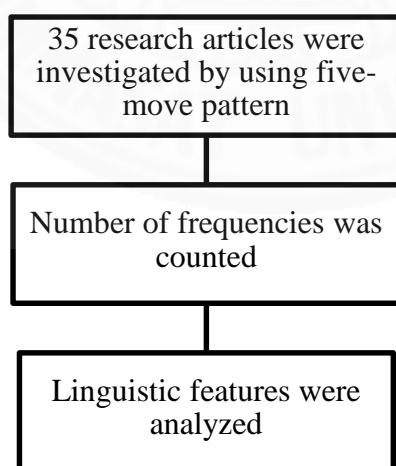 35 research articles were
investigated by using five-
move pattern
Number of frequencies was
counted
Linguistic features were
analyzed